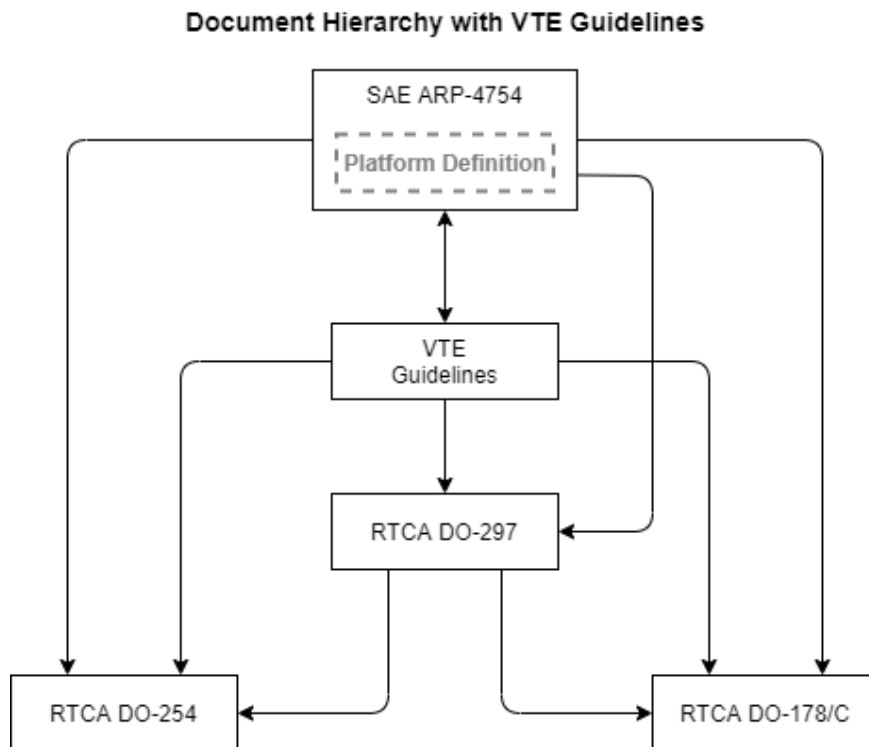 Document Hierarchy with VTE Guidelines
SAE ARP-4754
Platform Definition
VTE
Guidelines
RTCA DO-297
RTCA DO-254
RTCA DO-178/C